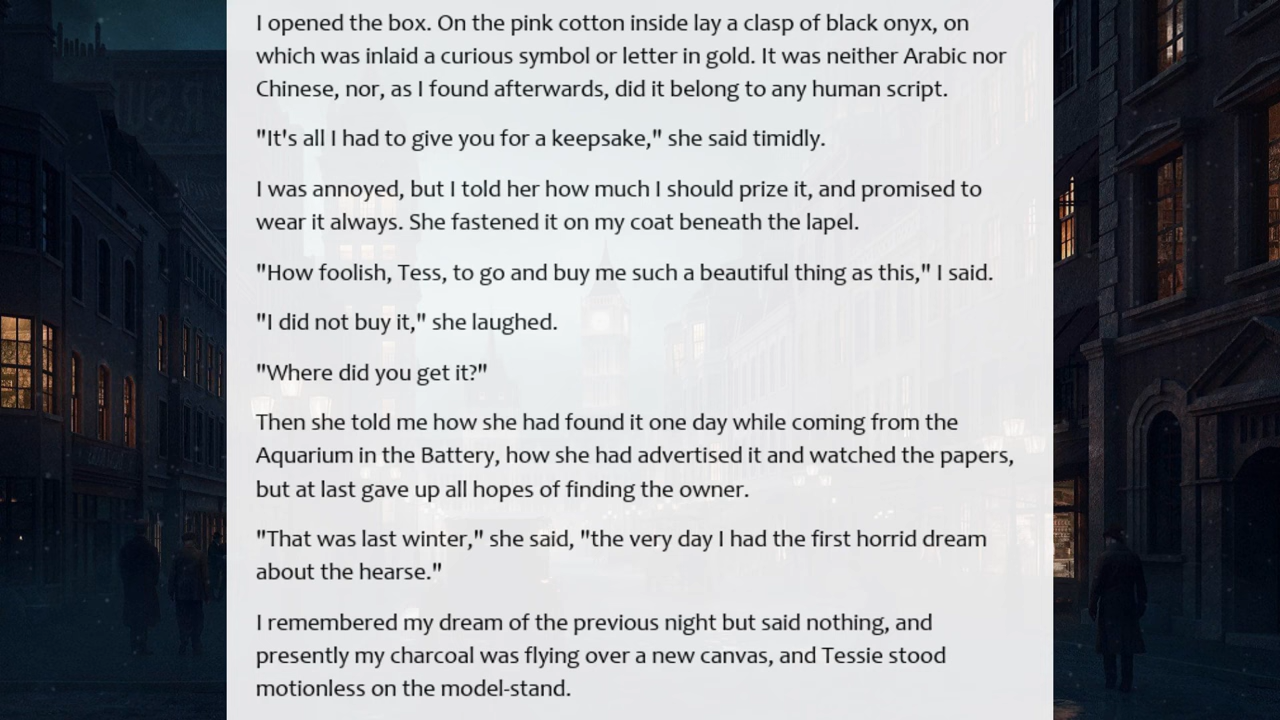 I opened the box. On the pink cotton inside lay a clasp of black onyx, on
which was inlaid a curious symbol or letter in gold. It was neither Arabic nor
Chinese, nor, as I found afterwards, did it belong to any human script.
"It's all I had to give you for a keepsake," she said timidly.
I was annoyed, but I told her how much I should prize it, and promised to
wear it always. She fastened it on my coat beneath the lapel.
"How foolish, Tess, to go and buy me such a beautiful thing as this," I said.
"I did not buy it," she laughed.
"Where did you get it?"
Then she told me how she had found it one day while coming from the
Aquarium in the Battery, how she had advertised it and watched the papers,
but at last gave up all hopes of finding the owner.
"That was last winter," she said, "the very day I had the first horrid dream
about the hearse."
I remembered my dream of the previous night but said nothing, and
presently my charcoal was flying over a new canvas, and Tessie stood
motionless on the model-stand.